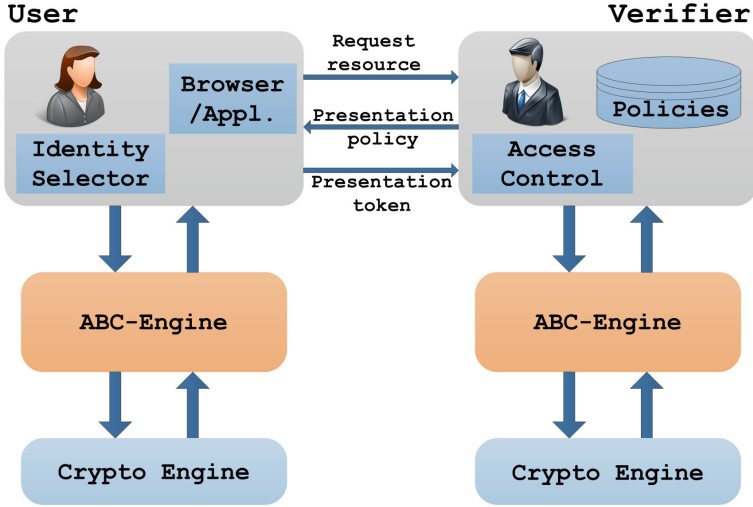 User
Verifier
Request
resource
Browser
/Appl.
Policies
Presentation
policy
Identity
Selector
Access
Control
Presentation
token
ABC-Engine
ABC-Engine
Crypto Engine
Crypto Engine